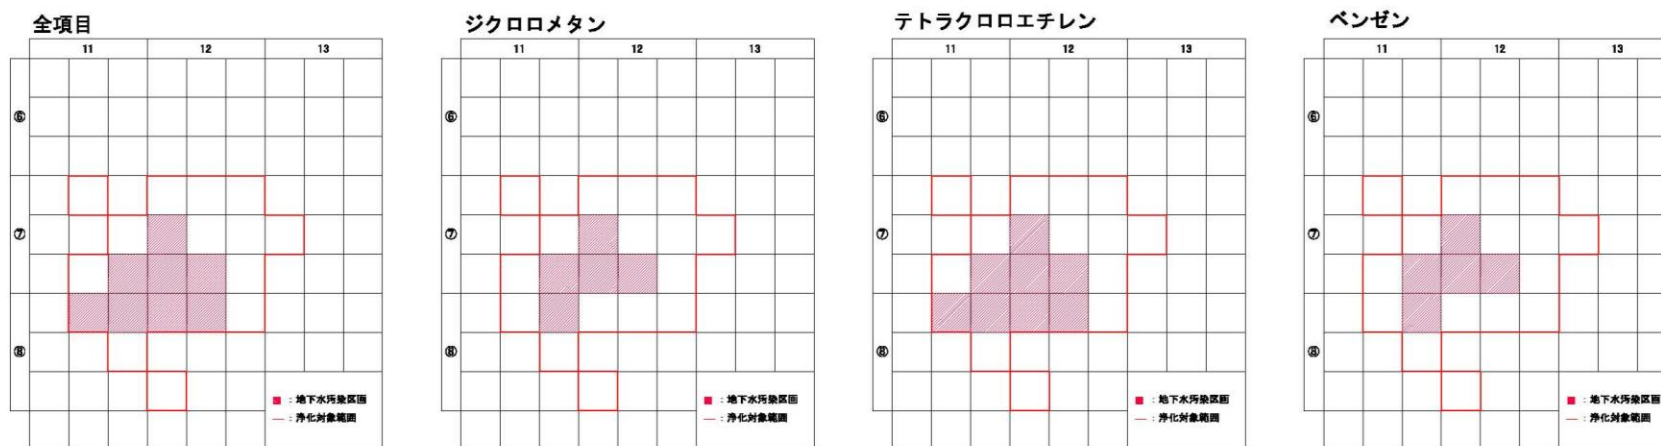 全項目
11 12 13
⑥
⑦
⑧
■ : 地下水汚染区画
― : 浄化対象範囲
ジクロロメタン
11 12 13
⑥
⑦
⑧
■ : 地下水汚染区画
― : 浄化対象範囲
テトラクロロエチレン
11 12 13
⑥
⑦
⑧
■ : 地下水汚染区画
― : 浄化対象範囲
ベンゼン
11 12 13
⑥
⑦
⑧
■ : 地下水汚染区画
― : 浄化対象範囲